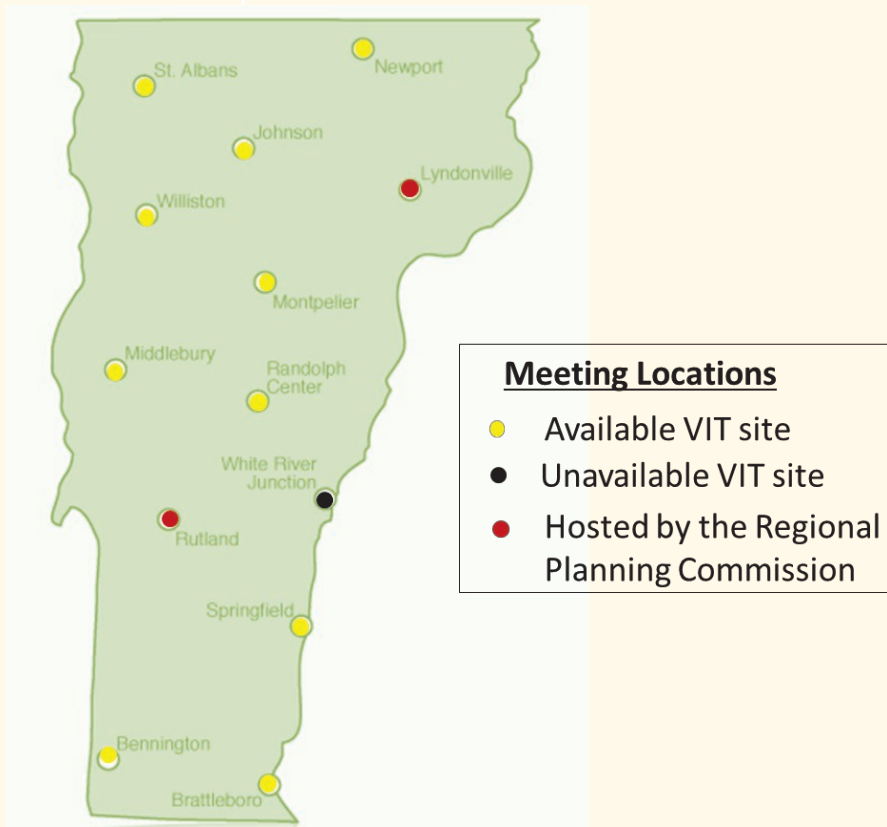 St. Albans
Newport
Johnson
Lyndonville
Williston
Montpelier
Middlebury
Randolph
Center
White River
Junction
Rutland
Springfield
Bennington
Brattleboro
Meeting Locations
Available VIT site
Unavailable VIT site
Hosted by the Regional
Planning Commission